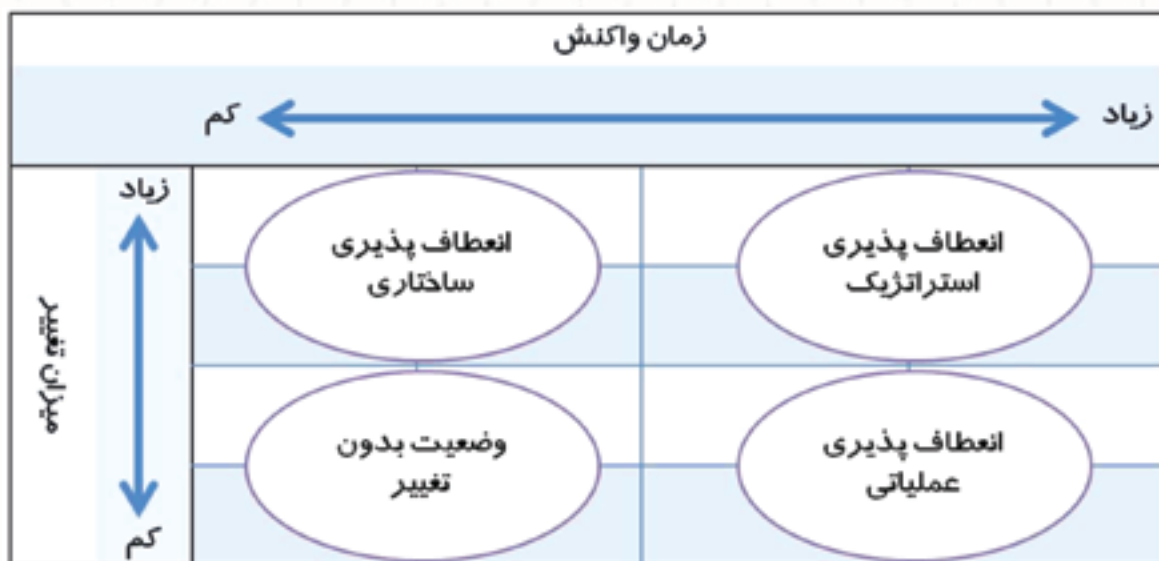 زمان واکنش
زیاد
کم
میزان تغییر
زیاد
کم
انعطاف پذیری
استراتژیک
انعطاف پذیری
ساختاری
انعطاف پذیری
عملیاتی
وضعیت بدون
تغییر